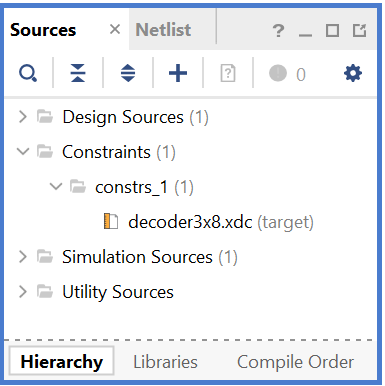 Sources × Netlist ? _
? 0
Design Sources (1)
Constraints (1)
constrs_1 (1)
decoder3x8.xdc (target)
Simulation Sources (1)
Utility Sources
Hierarchy Libraries Compile Order